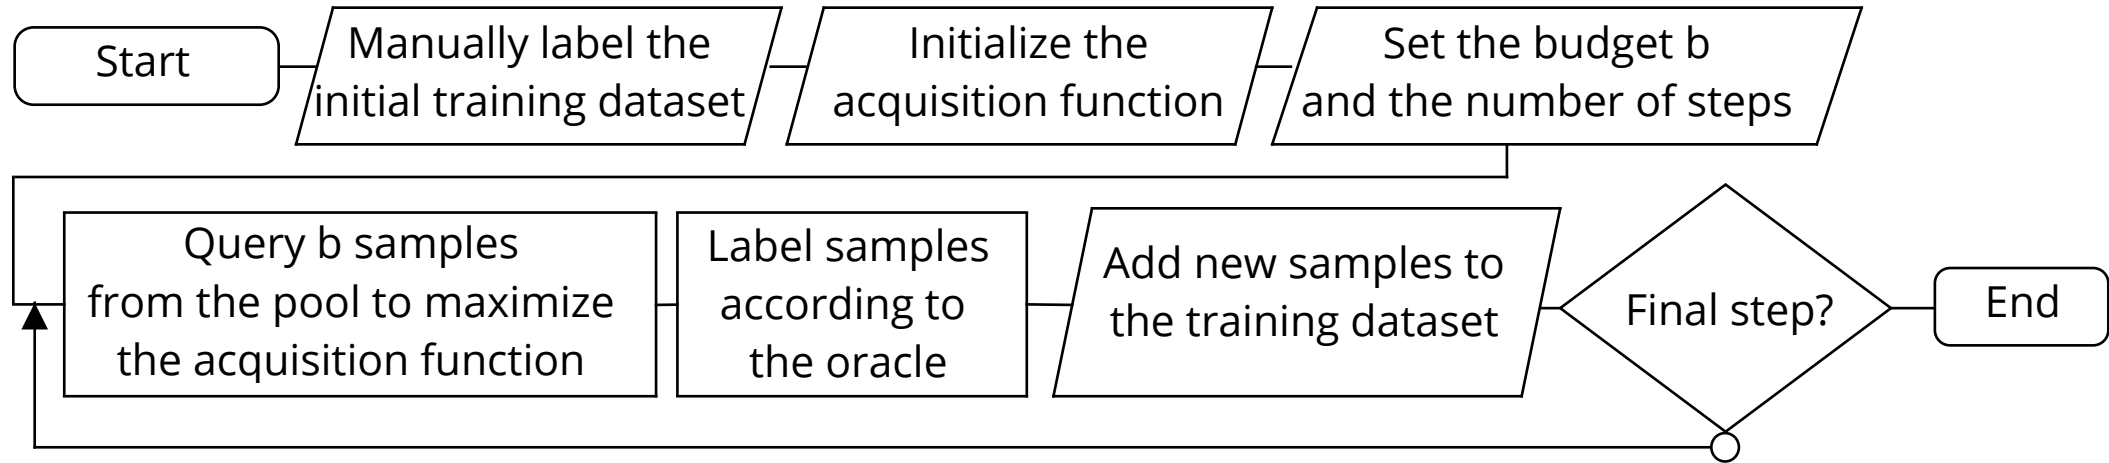 Start
Manually label the
initial training dataset
Initialize the
acquisition function
Set the budget b
and the number of steps
Query b samples
from the pool to maximize
the acquisition function
Label samples
according to
the oracle
Add new samples to
the training dataset
Final step?
End